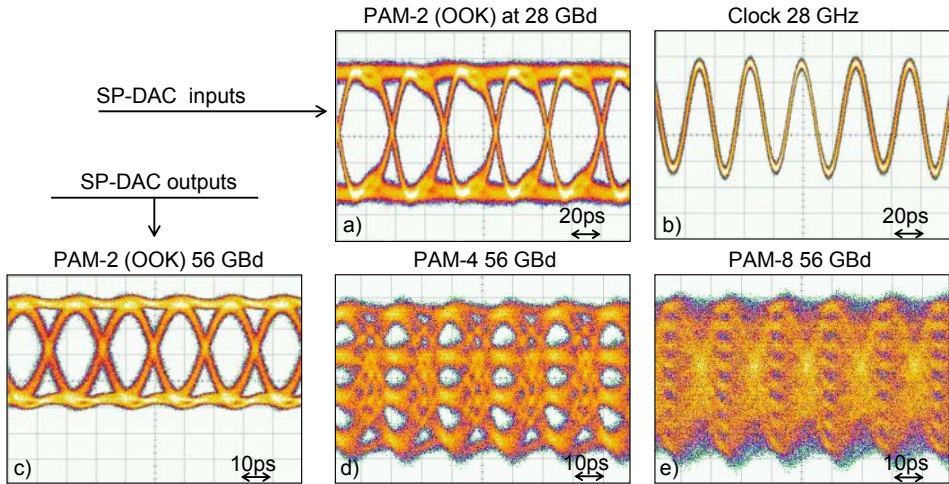 PAM-2 (OOK) at 28 GBd
Clock 28 GHz
SP-DAC inputs
SP-DAC outputs
a)
20ps
b)
20ps
PAM-2 (OOK) 56 GBd
PAM-4 56 GBd
PAM-8 56 GBd
c)
10ps
d)
10ps
e)
10ps